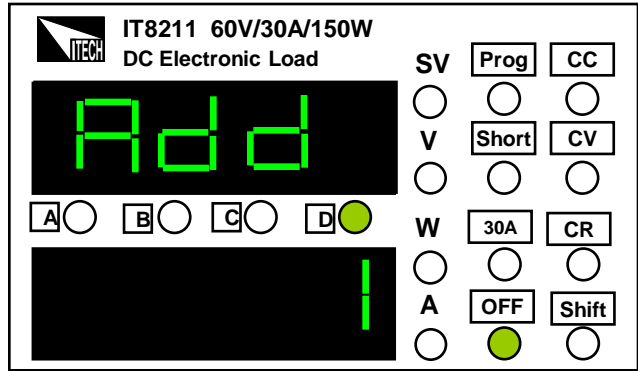 ITECH
IT8211 60V/30A/150W
DC Electronic Load
SV Prog CC
Add
V Short CV
A B C D
W 30A CR
1
A OFF Shift